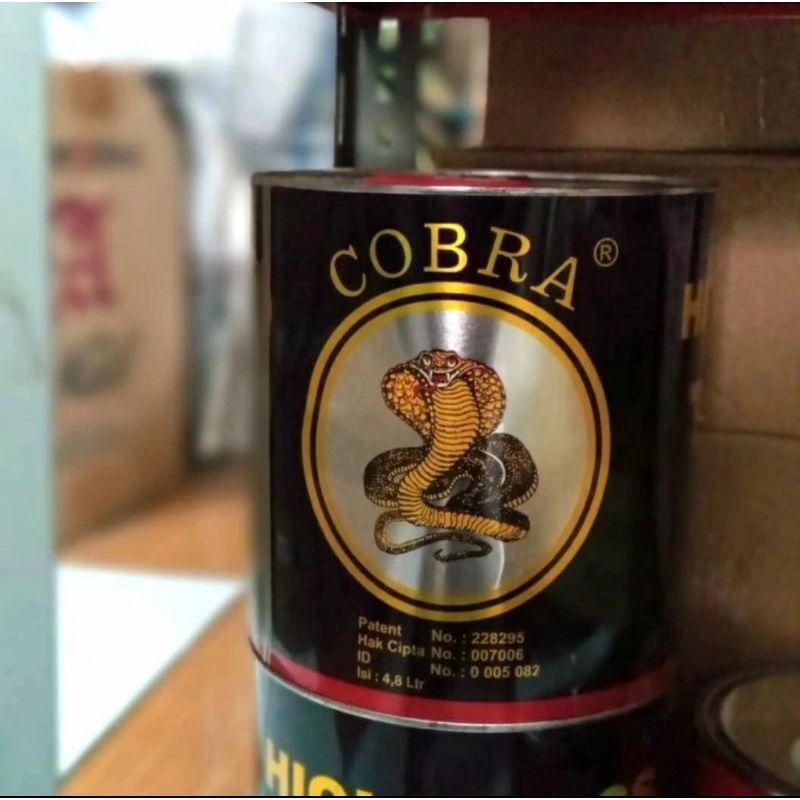 COBRA ®
Patent No. : 228295
Hak Cipta No. : 007006
ID No. : 0 005 082
Isi : 4,8 Ltr